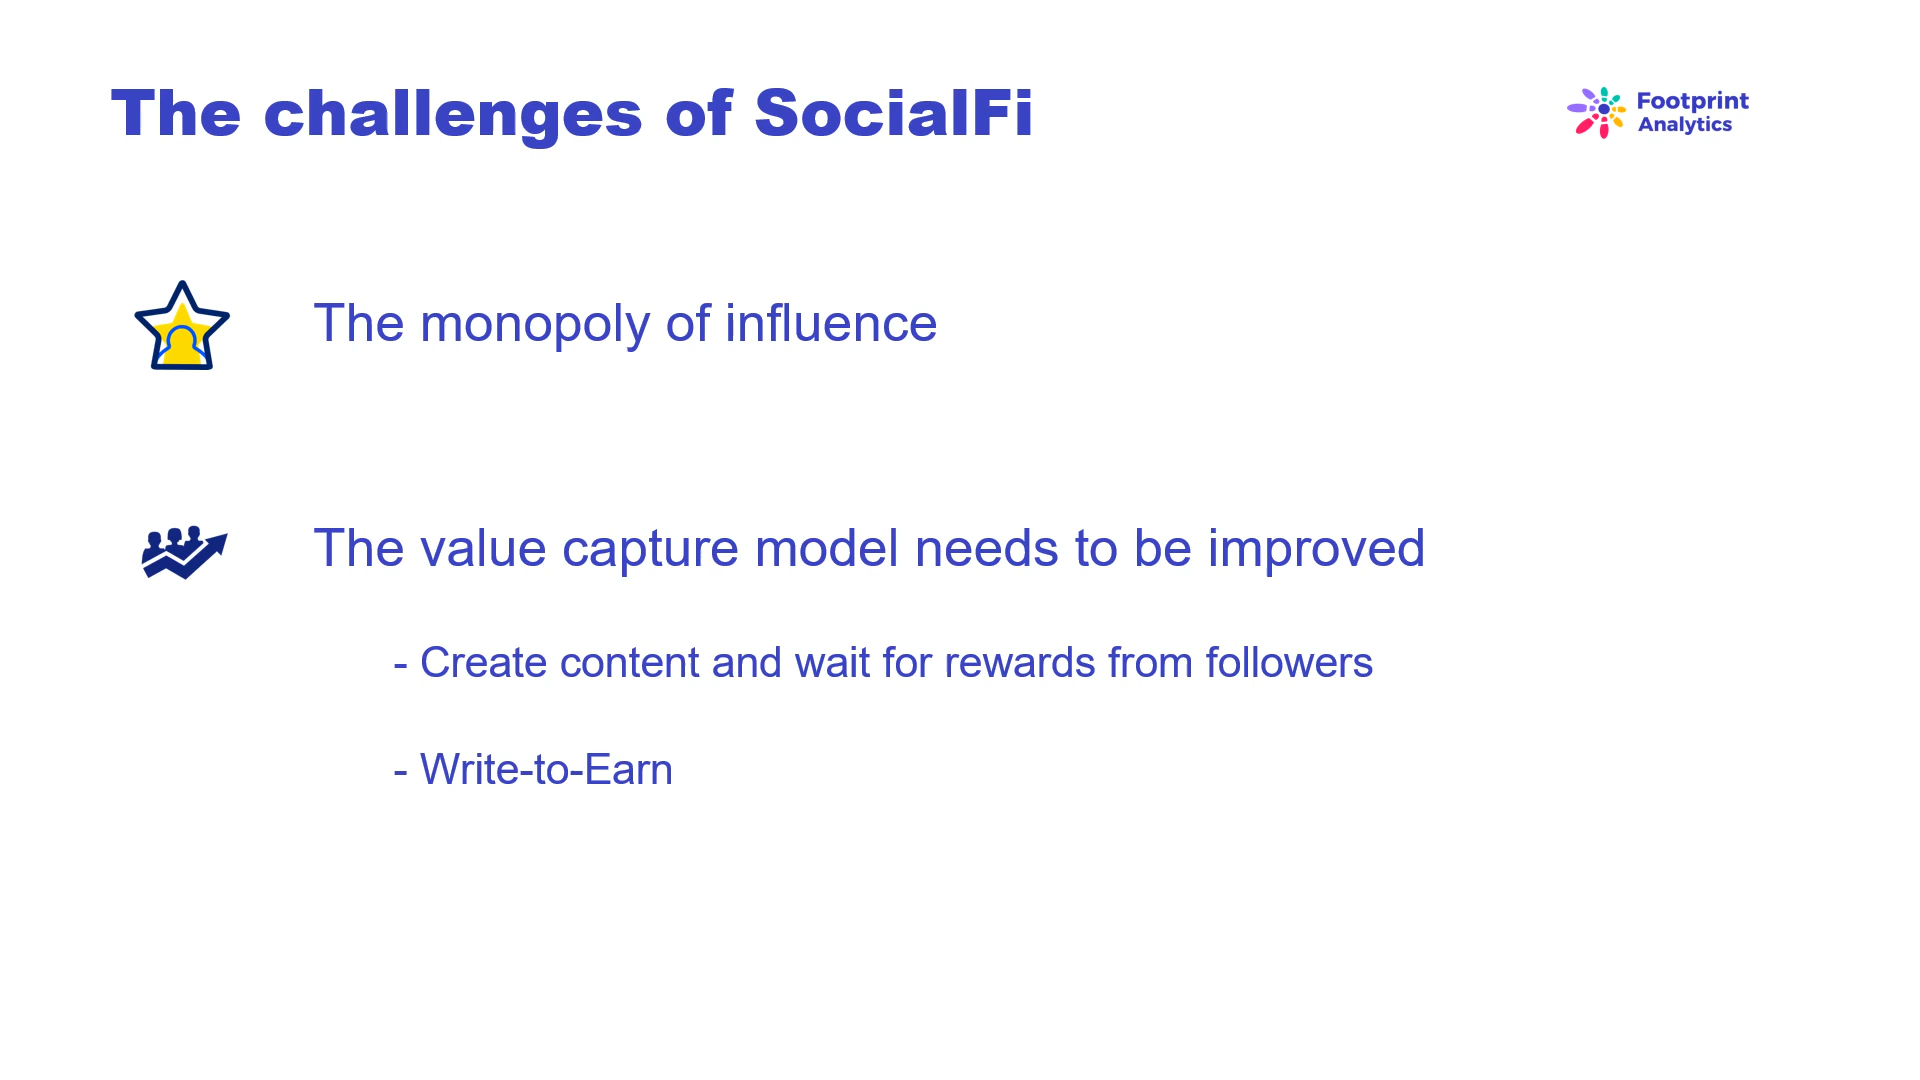 The challenges of SocialFi
Footprint
Analytics
The monopoly of influence
The value capture model needs to be improved
- Create content and wait for rewards from followers
- Write-to-Earn